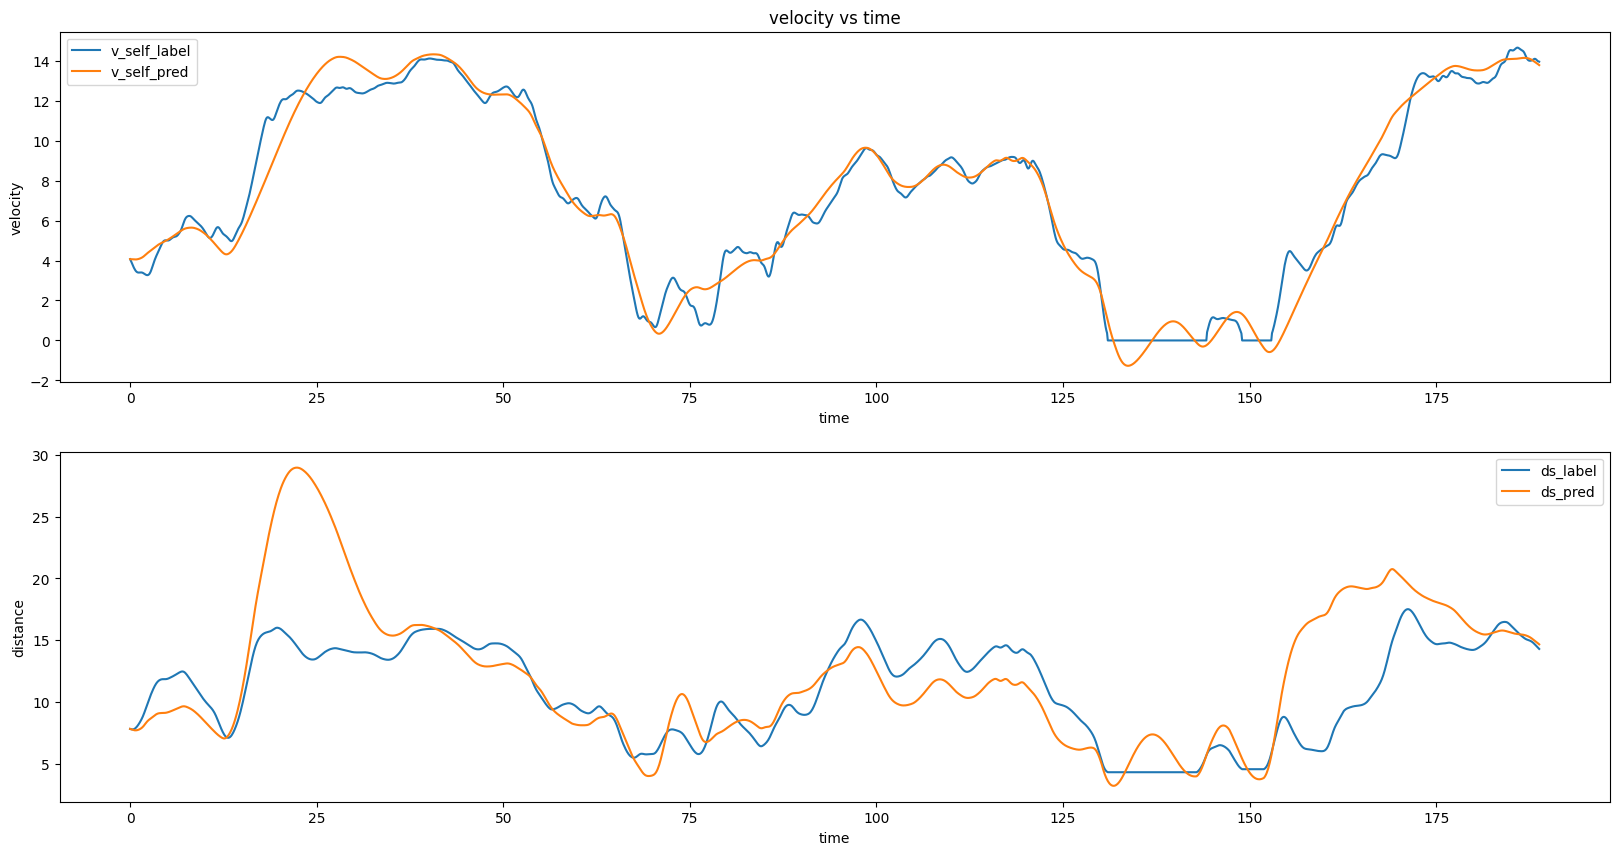 velocity vs time
v_self_label
v_self_pred
velocity
14
12
10
8
6
4
2
0
−2
0 25 50 75 100 125 150 175
time
ds_label
ds_pred
distance
30
25
20
15
10
5
0 25 50 75 100 125 150 175
time